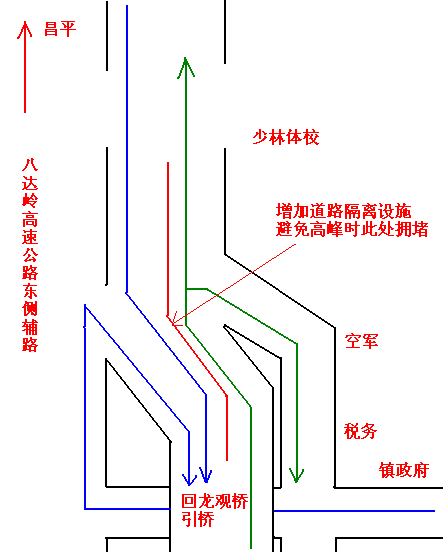 昌平
少林体校
八达岭高速公路东侧辅路
增加道路隔离设施
避免高峰时此处拥堵
空军
税务
镇政府
回龙观桥
引桥